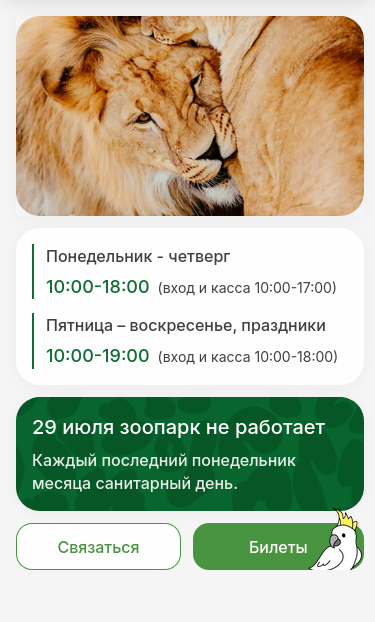 Понедельник - четверг
10:00-18:00 (вход и касса 10:00-17:00)
Пятница – воскресенье, праздники
10:00-19:00 (вход и касса 10:00-18:00)
29 июля зоопарк не работает
Каждый последний понедельник
месяца санитарный день.
Связаться
Билеты